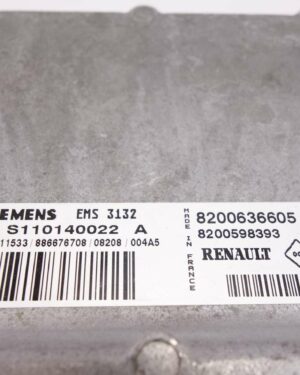 SIEMENS EMS 3132
S110140022 A
11533/886676708/08208/004A5
MADE IN FRANCE
8200636605
8200598393
RENAULT